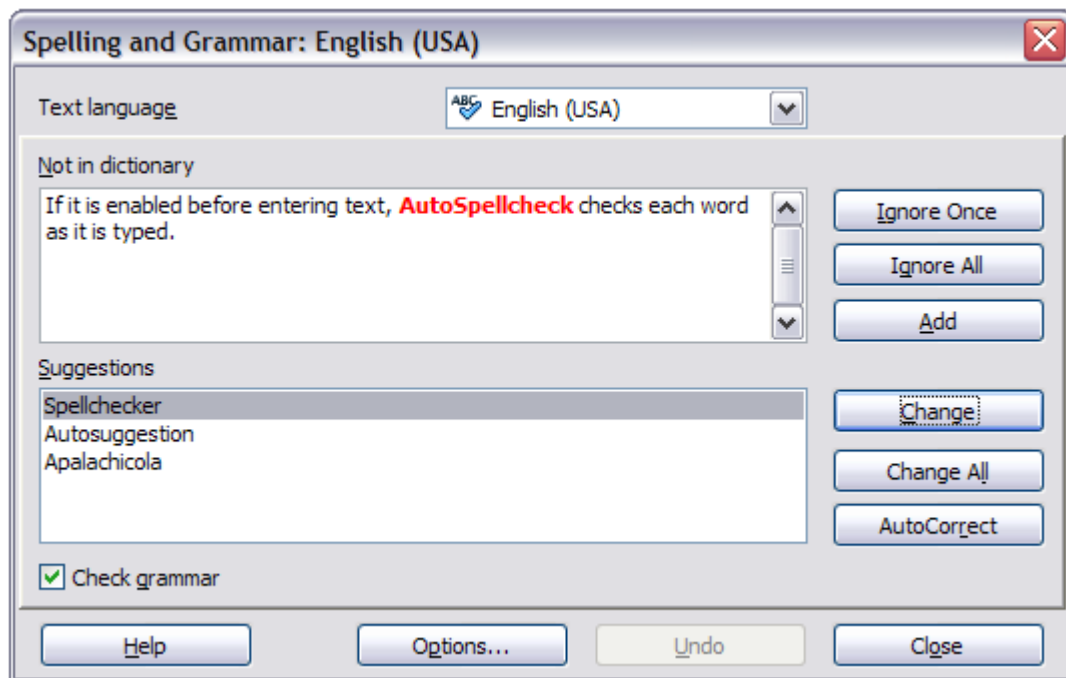 Spelling and Grammar: English (USA)
Text language
ABC English (USA)
Not in dictionary
If it is enabled before entering text, AutoSpellcheck checks each word
as it is typed.
Ignore Once
Ignore All
Add
Suggestions
Spellchecker
Autosuggestion
Apalachicola
Change
Change All
AutoCorrect
Check grammar
Help
Options...
Undo
Close